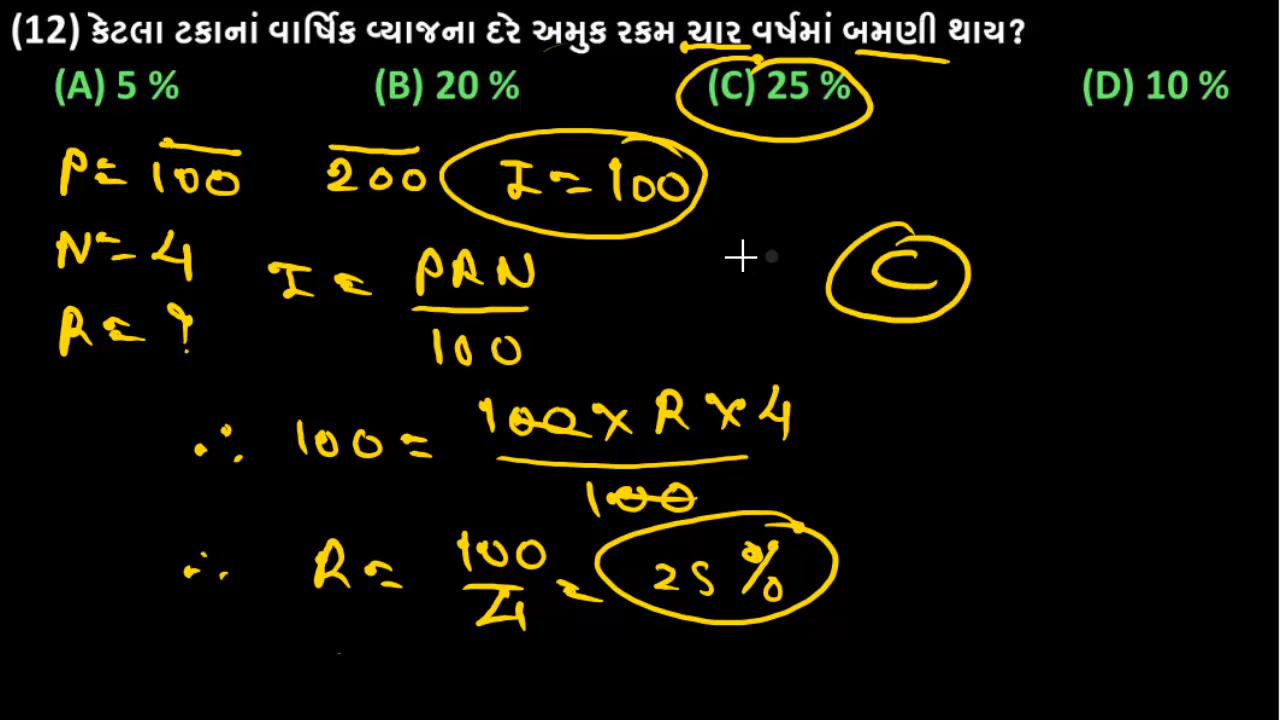 (12) કેટલા ટકાનાં વાર્ષિક વ્યાજના દરે અમુક રકમ ચાર વર્ષમાં બમણી થાય?
(A) 5 % (B) 20 % (C) 25 % (D) 10 %
P = 100 200 I = 100
N = 4
I = PRN / 100
C
R = ?
∴ 100 = 100 × R × 4 / 100
∴ R = 100 / 4 = 25 %